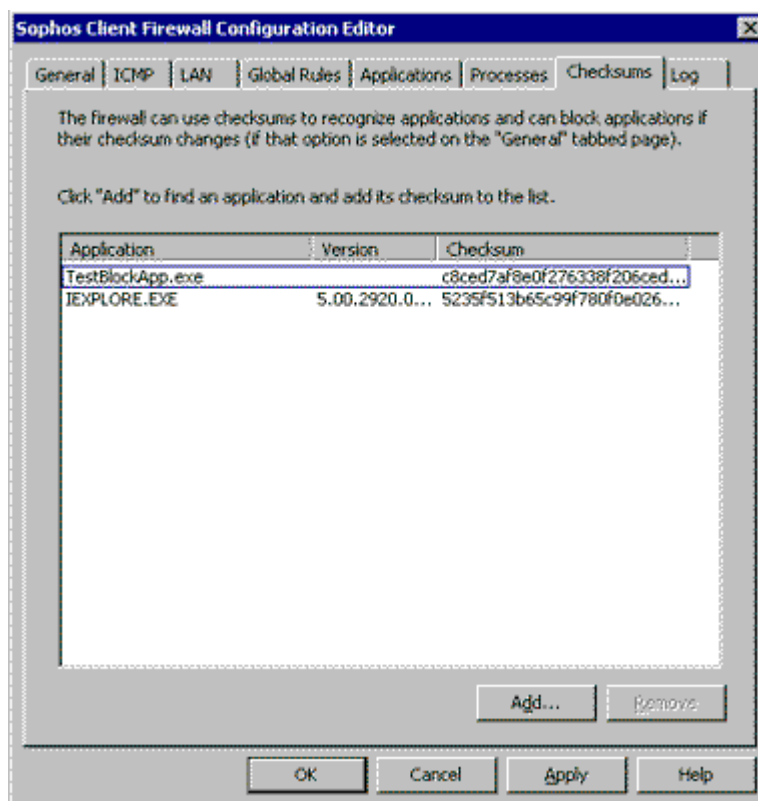 Sophos Client Firewall Configuration Editor
General ICMP LAN Global Rules Applications Processes Checksums Log
The firewall can use checksums to recognize applications and can block applications if
their checksum changes (if that option is selected on the "General" tabbed page).
Click "Add" to find an application and add its checksum to the list.
Application Version Checksum
TestBlockApp.exe c8ced7af8e0f276338f206ced...
IEXPLORE.EXE 5.00.2920.0... 5235f513b65c99f780f0e026...
Add... Remove
OK Cancel Apply Help